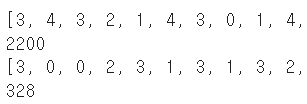 [3, 4, 3, 2, 1, 4, 3, 0, 1, 4,
2200
[3, 0, 0, 2, 3, 1, 3, 1, 3, 2,
328